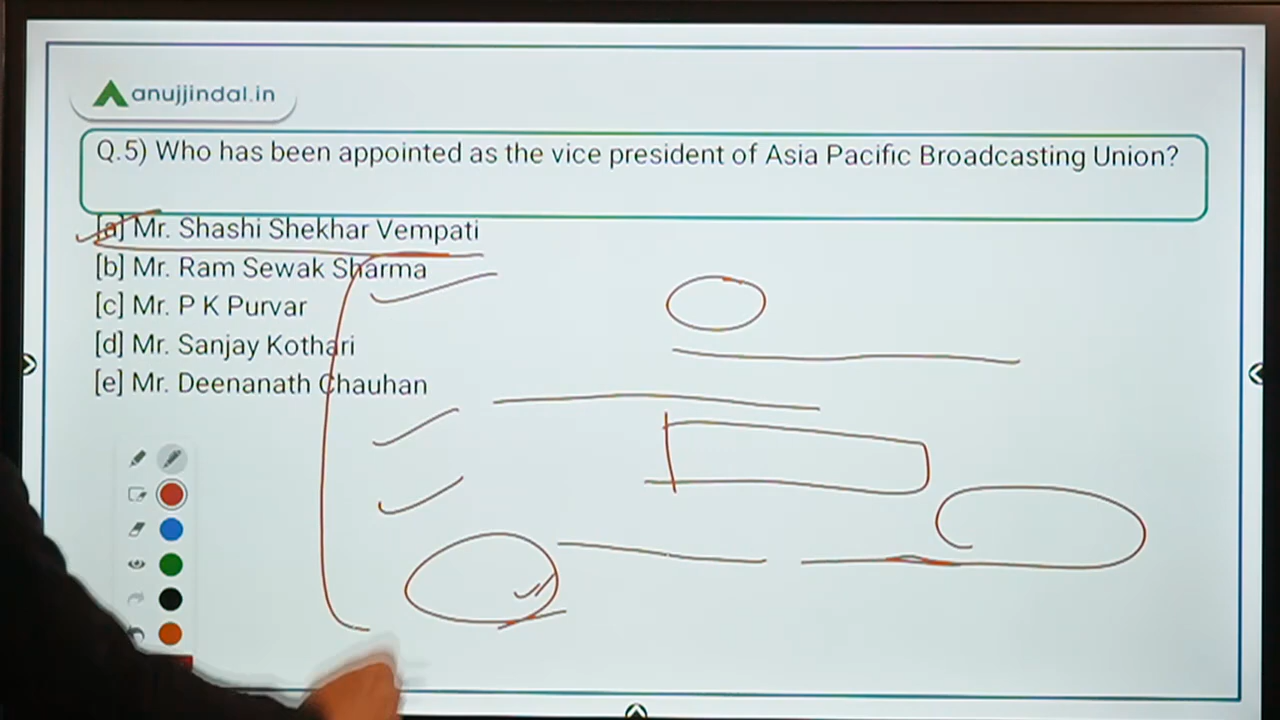 anujjindal.in
Q.5) Who has been appointed as the vice president of Asia Pacific Broadcasting Union?
[a] Mr. Shashi Shekhar Vempati
[b] Mr. Ram Sewak Sharma
[c] Mr. P K Purvar
[d] Mr. Sanjay Kothari
[e] Mr. Deenanath Chauhan